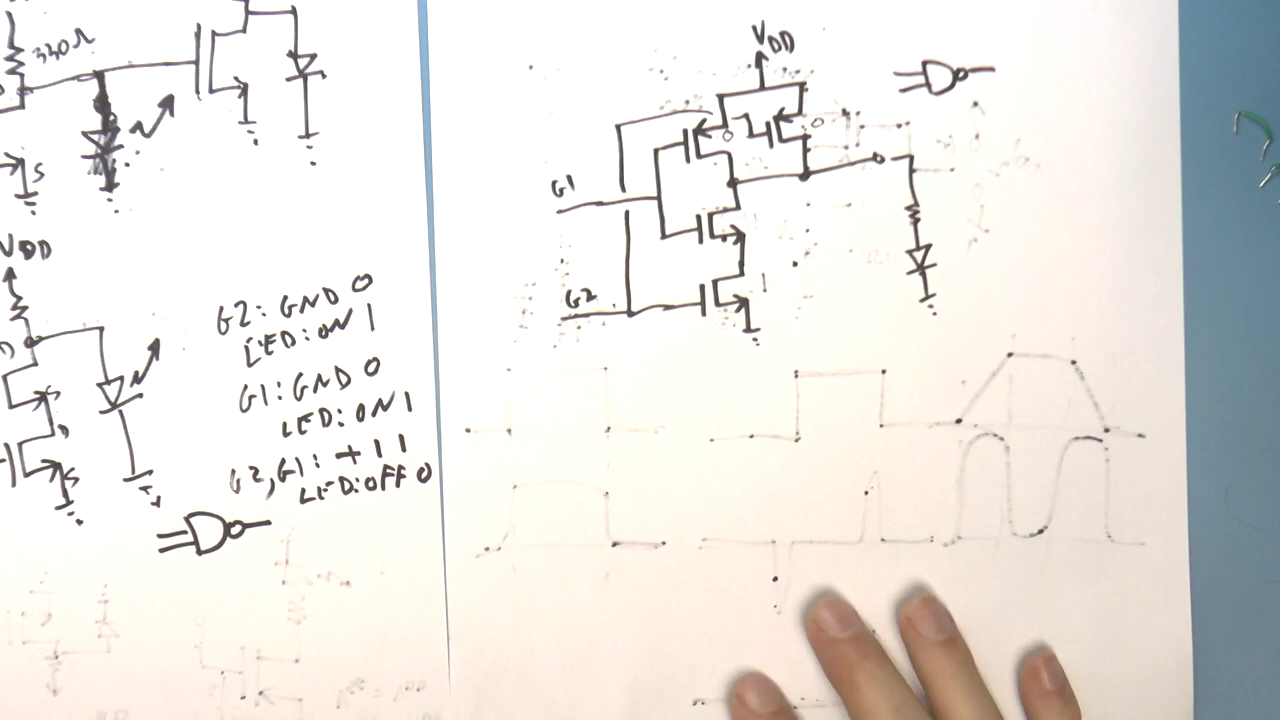 330Ω
S
VDD
D
S
D
S
G2: GND 0
LED: ON 1
G1: GND 0
LED: ON 1
G2, G1: + 1 1
LED: OFF 0
VDD
G1
G2